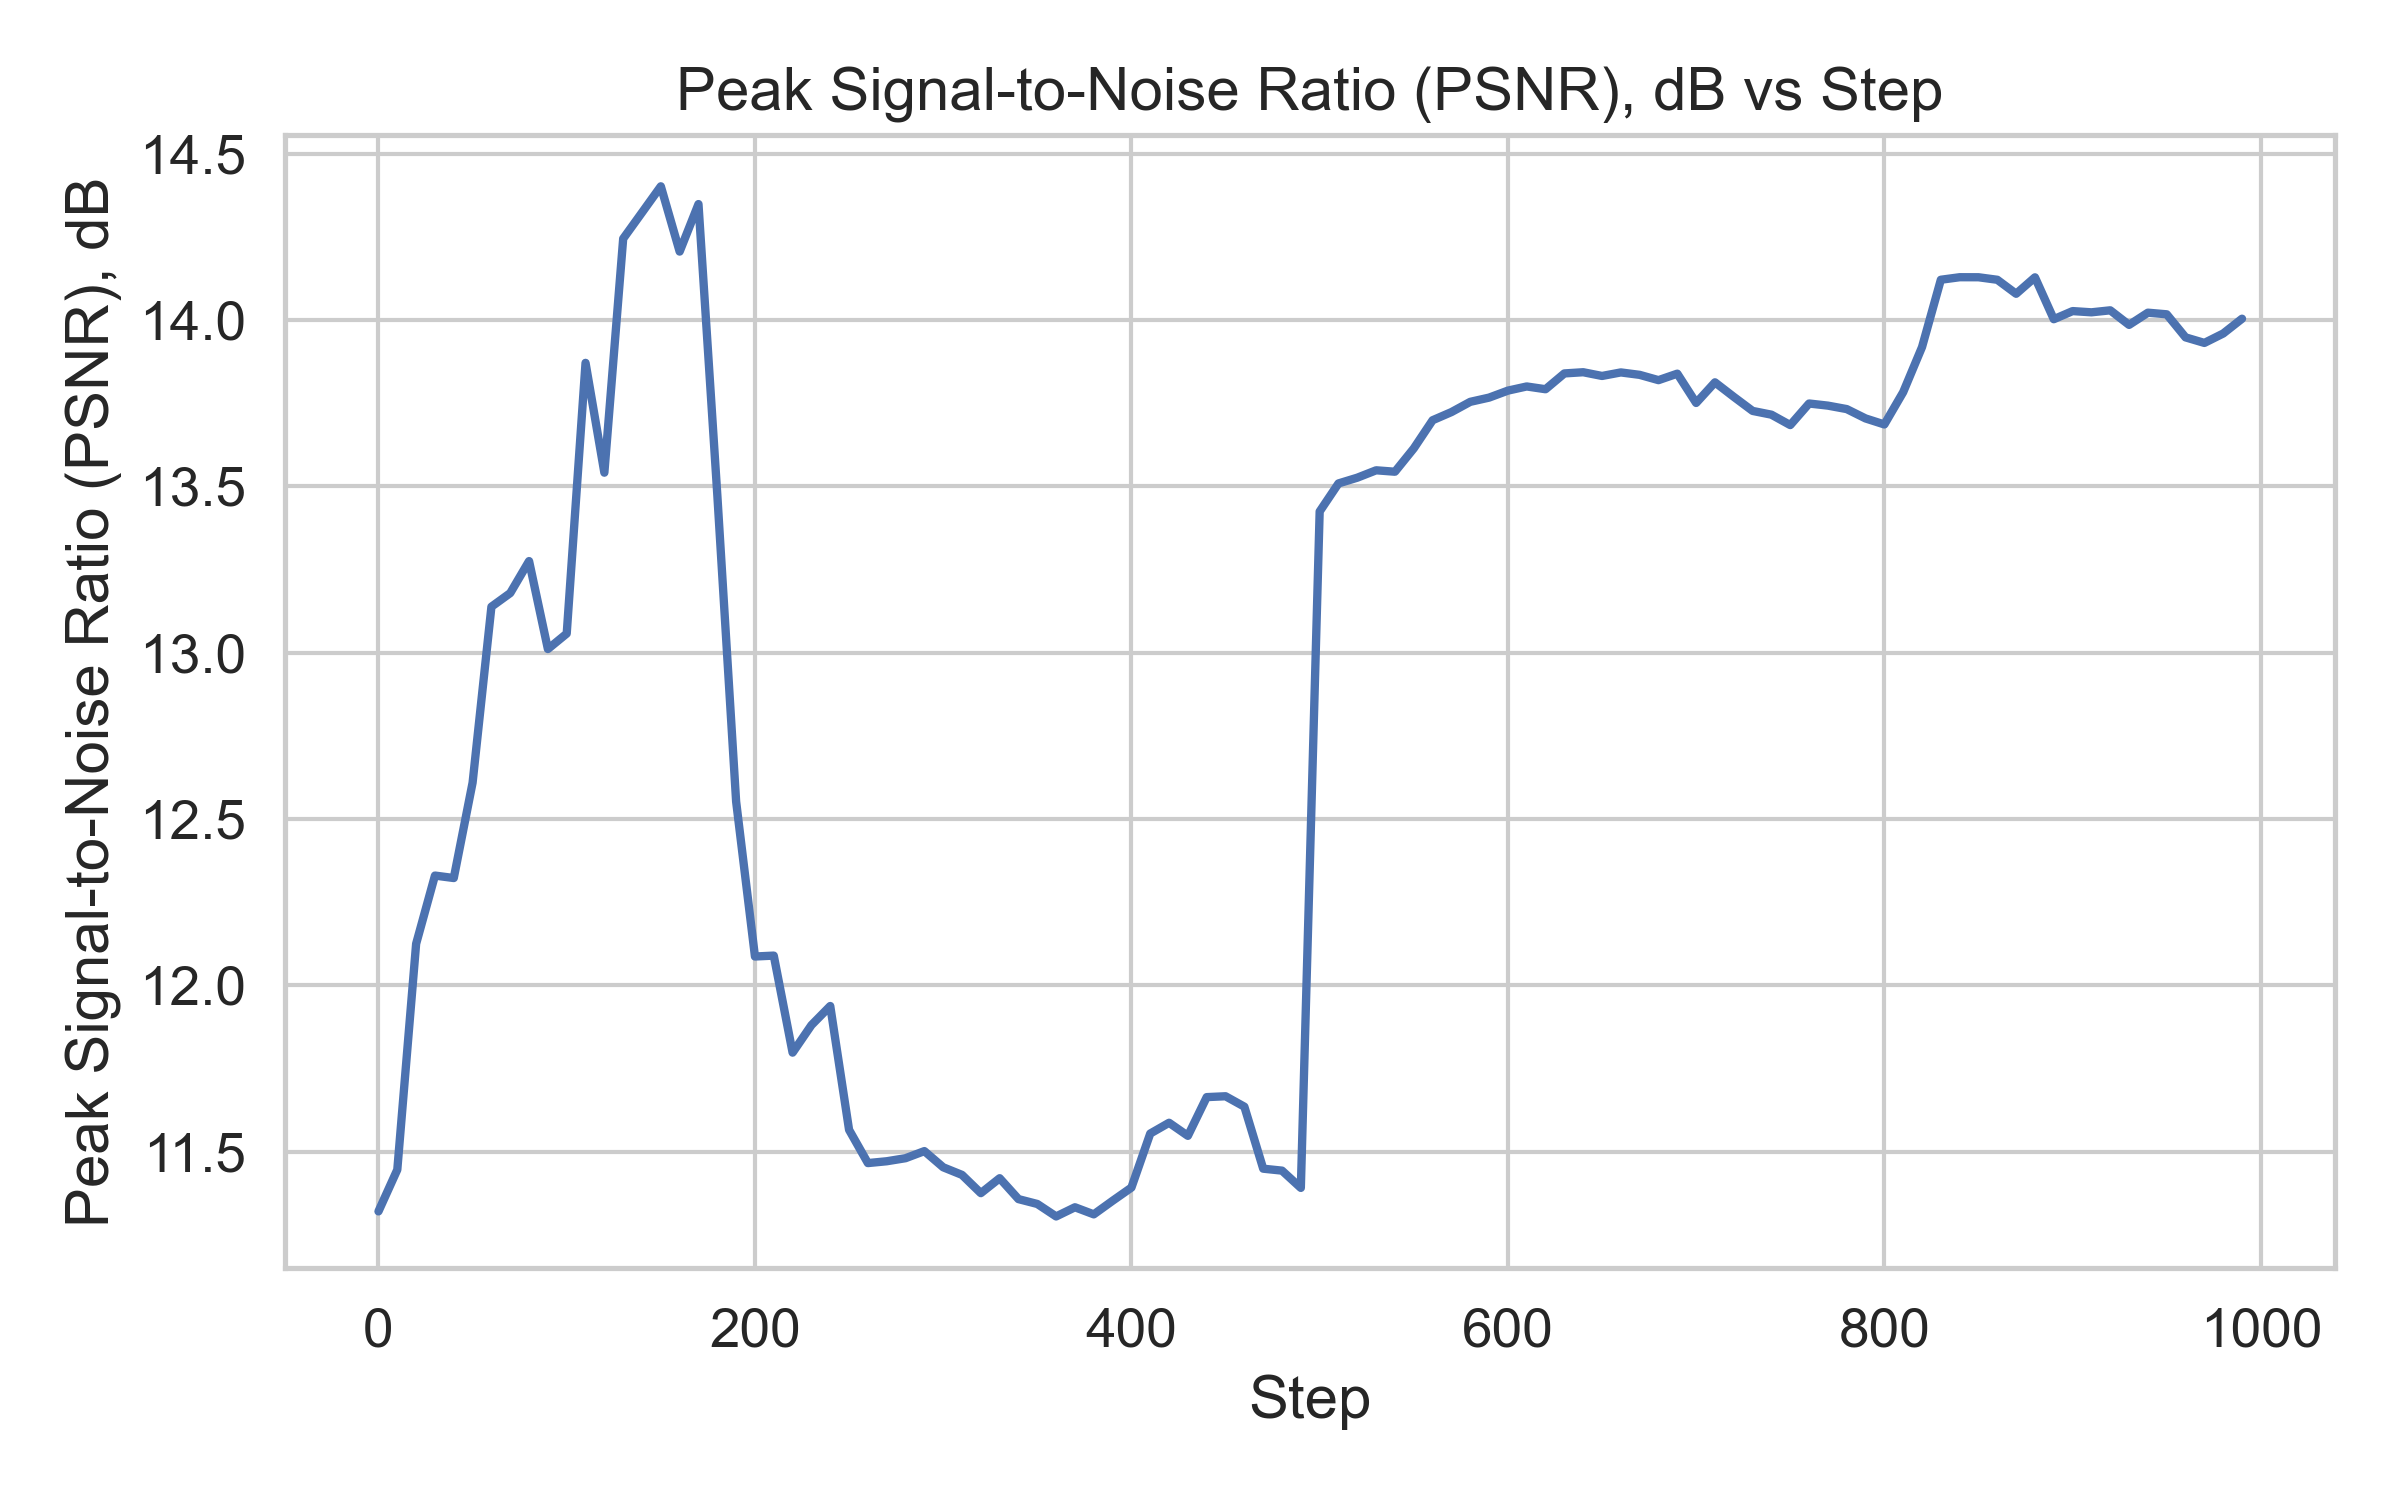 Peak Signal-to-Noise Ratio (PSNR), dB vs Step
Peak Signal-to-Noise Ratio (PSNR), dB
14.5
14.0
13.5
13.0
12.5
12.0
11.5
0 200 400 600 800 1000
Step